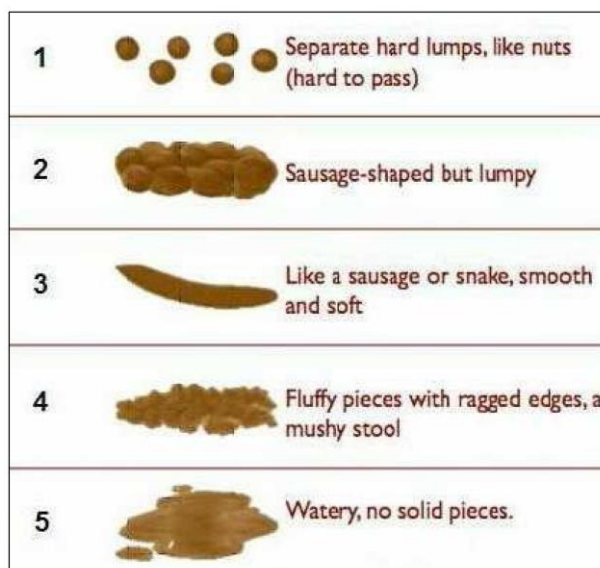 1
Separate hard lumps, like nuts
(hard to pass)
2
Sausage-shaped but lumpy
3
Like a sausage or snake, smooth
and soft
4
Fluffy pieces with ragged edges, a
mushy stool
5
Watery, no solid pieces.